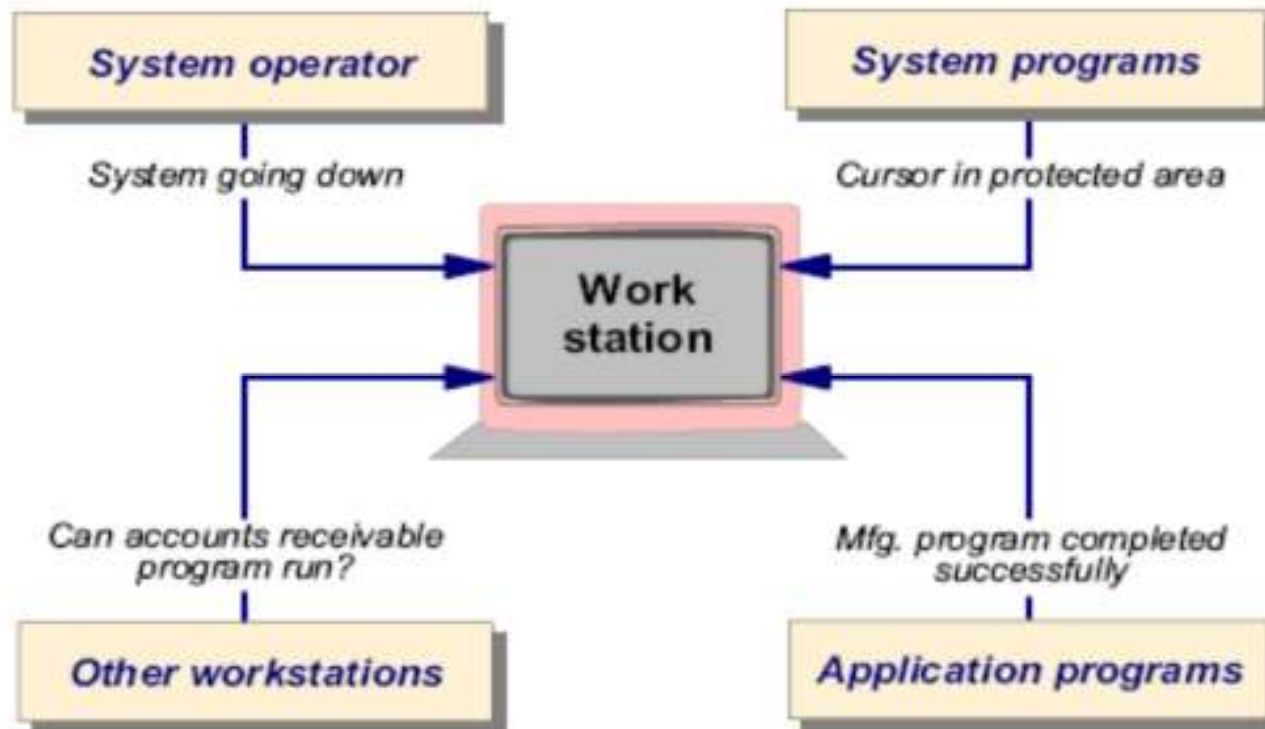 System operator
System programs
System going down
Cursor in protected area
Work
station
Can accounts receivable
program run?
Mfg. program completed
successfully
Other workstations
Application programs